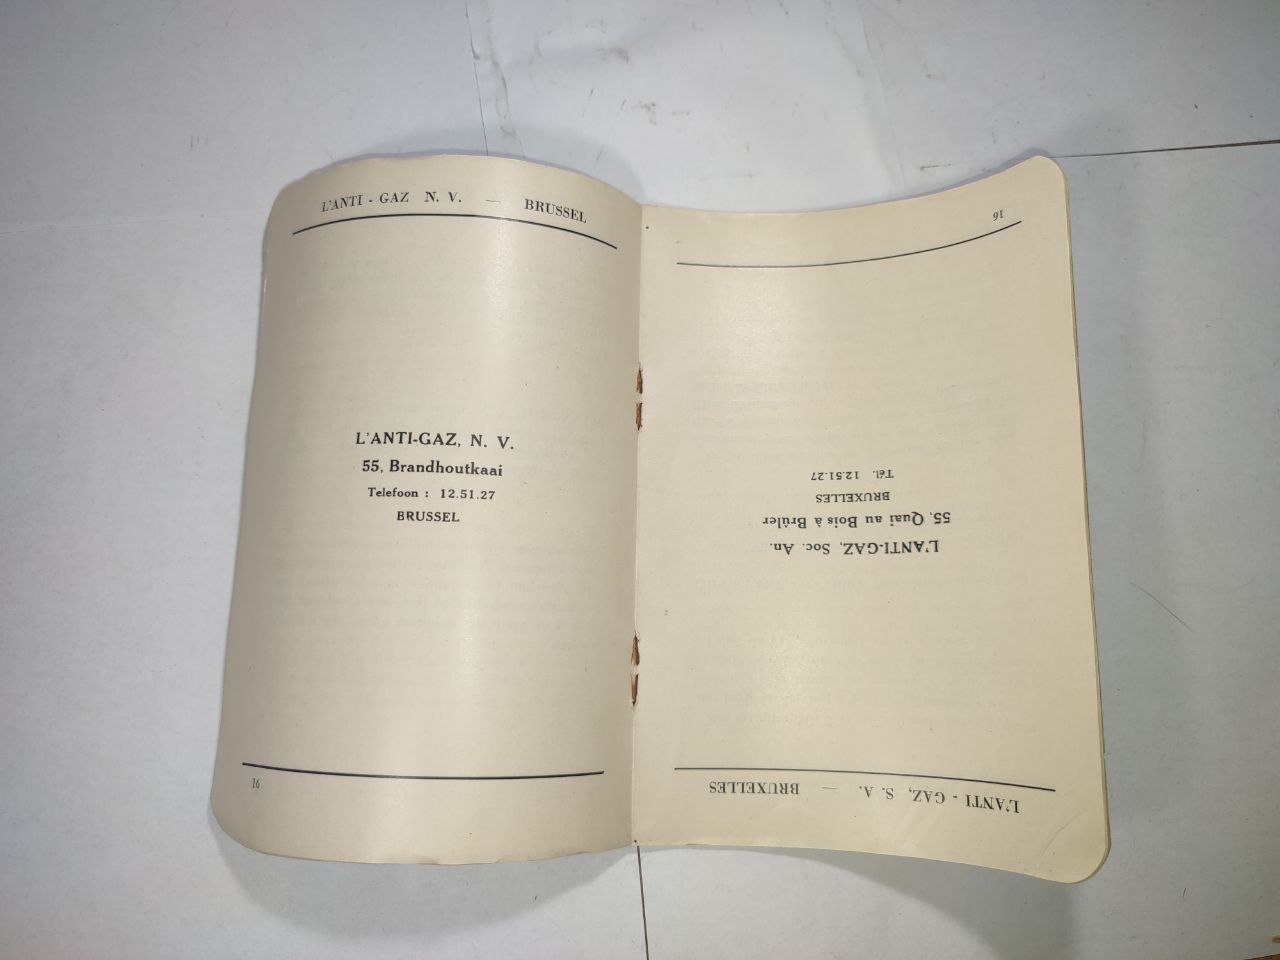 L'ANTI - GAZ N. V. — BRUSSEL
L'ANTI-GAZ, N. V.
55, Brandhoutkaai
Telefoon : 12.51.27
BRUSSEL
16
L'ANTI - GAZ, S. A. — BRUXELLES
L'ANTI-GAZ, Soc. An.
55, Quai au Bois à Brûler
BRUXELLES
Tél. 12.51.27
16